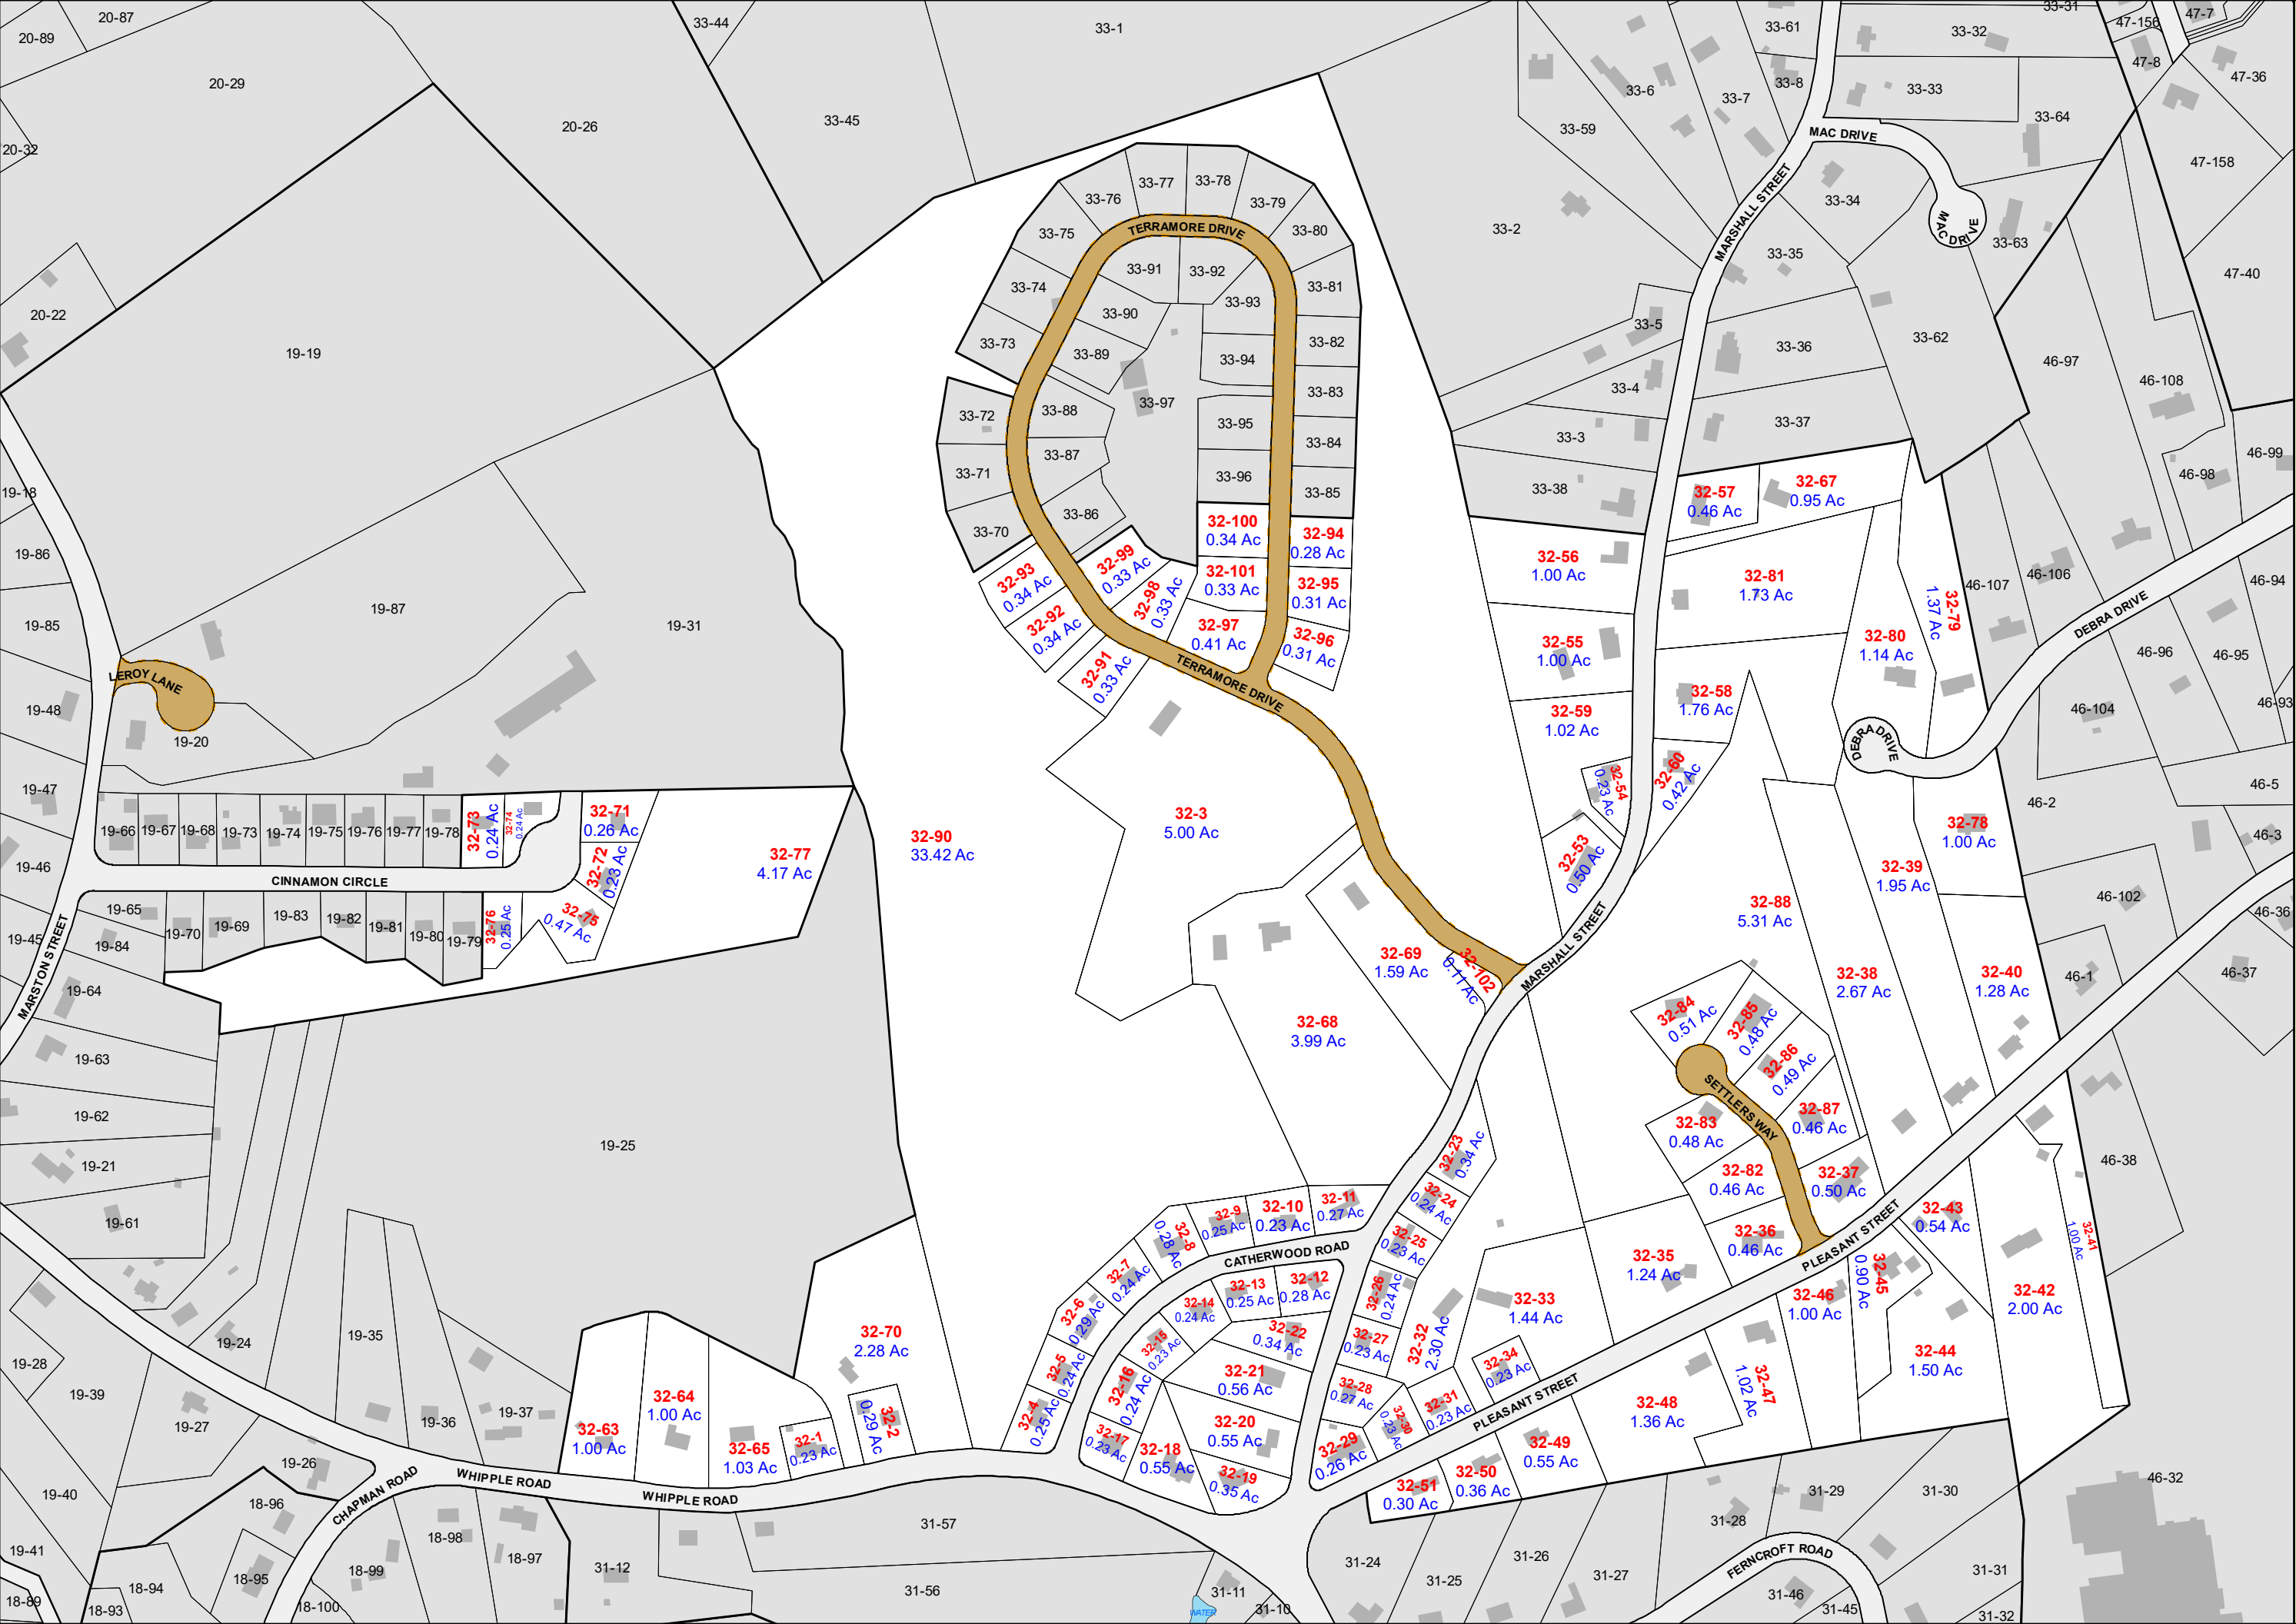 20-87
20-89
20-29
20-32
20-26
20-22
33-44
33-1
33-45
33-61
33-31
33-32
47-156
47-7
47-8
47-36
33-6
33-7
33-8
33-33
33-59
33-64
47-158
MAC DRIVE
MAC DRIVE
MARSHALL STREET
33-34
33-63
33-35
33-2
47-40
33-5
33-62
33-36
33-4
33-37
33-3
33-38
46-97
46-108
46-99
46-98
33-77
33-78
33-76
33-79
33-75
33-80
TERRAMORE DRIVE
33-91
33-92
33-74
33-81
33-93
33-90
33-73
33-82
33-89
33-94
33-83
33-97
33-72
33-88
33-95
33-84
33-71
33-87
33-96
33-85
33-70
33-86
32-100
0.34 Ac
32-94
0.28 Ac
32-99
0.33 Ac
32-93
0.34 Ac
32-98
0.33 Ac
32-101
0.33 Ac
32-95
0.31 Ac
32-92
0.34 Ac
32-97
0.41 Ac
32-96
0.31 Ac
32-91
0.33 Ac
TERRAMORE DRIVE
19-19
19-18
19-86
19-87
19-85
19-31
LEROY LANE
19-48
19-20
19-47
19-46
19-45
19-66
19-67
19-68
19-73
19-74
19-75
19-76
19-77
19-78
32-73
0.24 Ac
32-74
0.24 Ac
32-71
0.26 Ac
32-72
0.23 Ac
32-77
4.17 Ac
CINNAMON CIRCLE
19-65
19-84
19-70
19-69
19-83
19-82
19-81
19-80
19-79
32-76
0.25 Ac
32-75
0.47 Ac
MARSTON STREET
19-64
19-63
19-62
19-21
19-61
19-25
32-90
33.42 Ac
32-3
5.00 Ac
32-57
0.46 Ac
32-67
0.95 Ac
32-56
1.00 Ac
32-81
1.73 Ac
32-79
1.37 Ac
32-80
1.14 Ac
32-55
1.00 Ac
32-58
1.76 Ac
32-59
1.02 Ac
32-54
0.23 Ac
32-60
0.42 Ac
32-53
0.50 Ac
DEBRA DRIVE
DEBRA DRIVE
46-107
46-106
46-94
46-96
46-95
46-93
46-104
46-5
46-2
46-3
46-102
46-36
46-1
46-37
46-38
32-78
1.00 Ac
32-39
1.95 Ac
32-88
5.31 Ac
32-38
2.67 Ac
32-40
1.28 Ac
32-69
1.59 Ac
32-102
0.11 Ac
MARSHALL STREET
32-68
3.99 Ac
32-84
0.51 Ac
32-85
0.48 Ac
32-86
0.49 Ac
32-87
0.46 Ac
SETTLERS WAY
32-83
0.48 Ac
32-82
0.46 Ac
32-37
0.50 Ac
32-36
0.46 Ac
32-35
1.24 Ac
32-33
1.44 Ac
32-32
2.30 Ac
32-34
0.23 Ac
PLEASANT STREET
PLEASANT STREET
32-43
0.54 Ac
32-45
0.90 Ac
32-46
1.00 Ac
32-44
1.50 Ac
32-42
2.00 Ac
32-41
1.00 Ac
32-47
1.02 Ac
32-48
1.36 Ac
32-49
0.55 Ac
32-50
0.36 Ac
32-51
0.30 Ac
32-23
0.34 Ac
32-24
0.24 Ac
32-25
0.23 Ac
32-26
0.24 Ac
32-27
0.23 Ac
32-28
0.27 Ac
32-29
0.26 Ac
32-30
0.23 Ac
32-31
0.23 Ac
32-11
0.27 Ac
32-10
0.23 Ac
32-9
0.25 Ac
32-8
0.28 Ac
32-7
0.24 Ac
32-6
0.29 Ac
32-5
0.24 Ac
32-4
0.25 Ac
CATHERWOOD ROAD
32-12
0.28 Ac
32-13
0.25 Ac
32-14
0.24 Ac
32-15
0.23 Ac
32-16
0.24 Ac
32-17
0.23 Ac
32-18
0.55 Ac
32-19
0.35 Ac
32-20
0.55 Ac
32-21
0.56 Ac
32-22
0.34 Ac
32-70
2.28 Ac
32-2
0.29 Ac
32-1
0.23 Ac
32-65
1.03 Ac
32-64
1.00 Ac
32-63
1.00 Ac
19-24
19-35
19-28
19-39
19-27
19-36
19-37
19-26
19-40
19-41
CHAPMAN ROAD
WHIPPLE ROAD
WHIPPLE ROAD
18-96
18-98
18-97
18-99
18-95
18-94
18-93
18-89
18-100
31-12
31-57
31-56
31-11
31-10
WATER
31-24
31-25
31-26
31-27
31-28
31-29
31-30
31-31
31-32
31-46
31-45
FERNCROFT ROAD
46-32